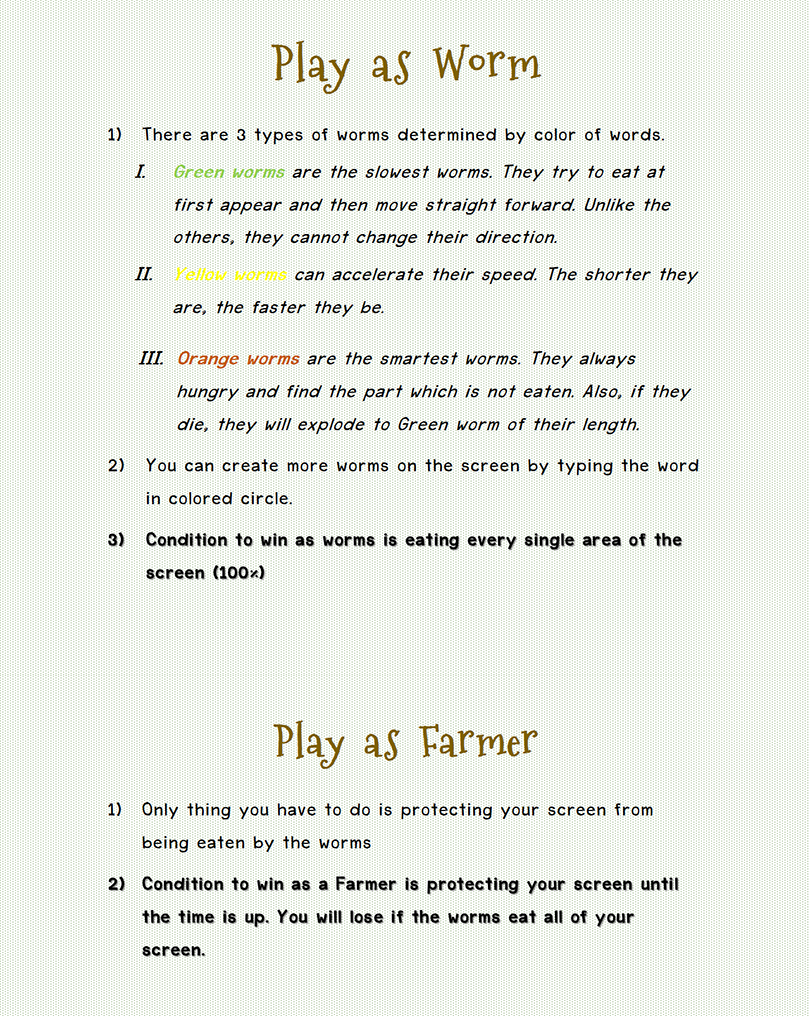 Play as Worm
1) There are 3 types of worms determined by color of words.
I. Green worms are the slowest worms. They try to eat at
first appear and then move straight forward. Unlike the
others, they cannot change their direction.
II. Yellow worms can accelerate their speed. The shorter they
are, the faster they be.
III. Orange worms are the smartest worms. They always
hungry and find the part which is not eaten. Also, if they
die, they will explode to Green worm of their length.
2) You can create more worms on the screen by typing the word
in colored circle.
3) Condition to win as worms is eating every single area of the
screen (100%)
Play as Farmer
1) Only thing you have to do is protecting your screen from
being eaten by the worms
2) Condition to win as a Farmer is protecting your screen until
the time is up. You will lose if the worms eat all of your
screen.